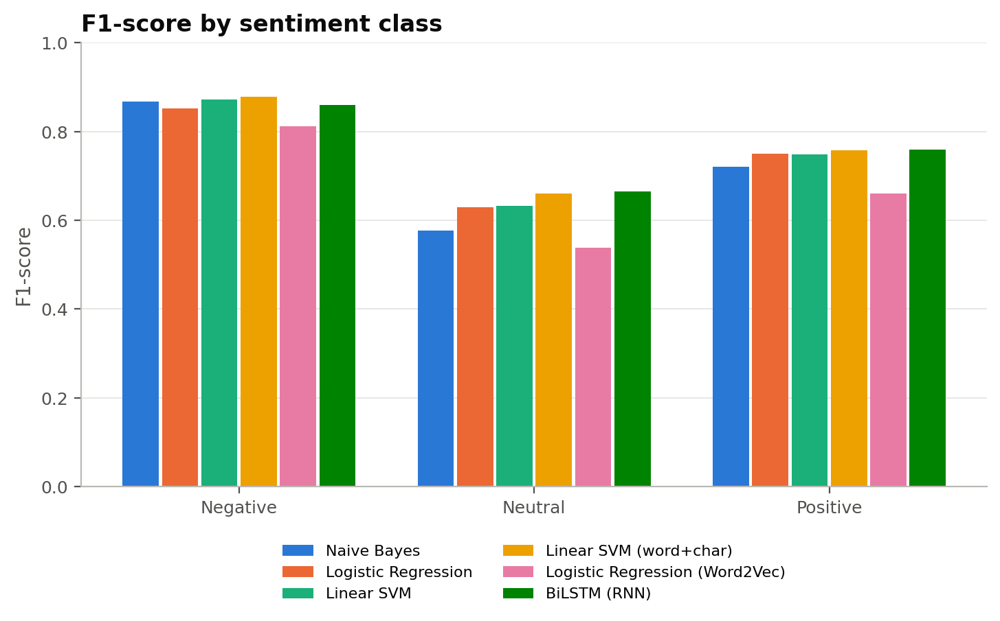 F1-score by sentiment class
1.0
0.8
0.6
0.4
0.2
0.0
F1-score
Negative
Neutral
Positive
Naive Bayes
Logistic Regression
Linear SVM
Linear SVM (word+char)
Logistic Regression (Word2Vec)
BiLSTM (RNN)